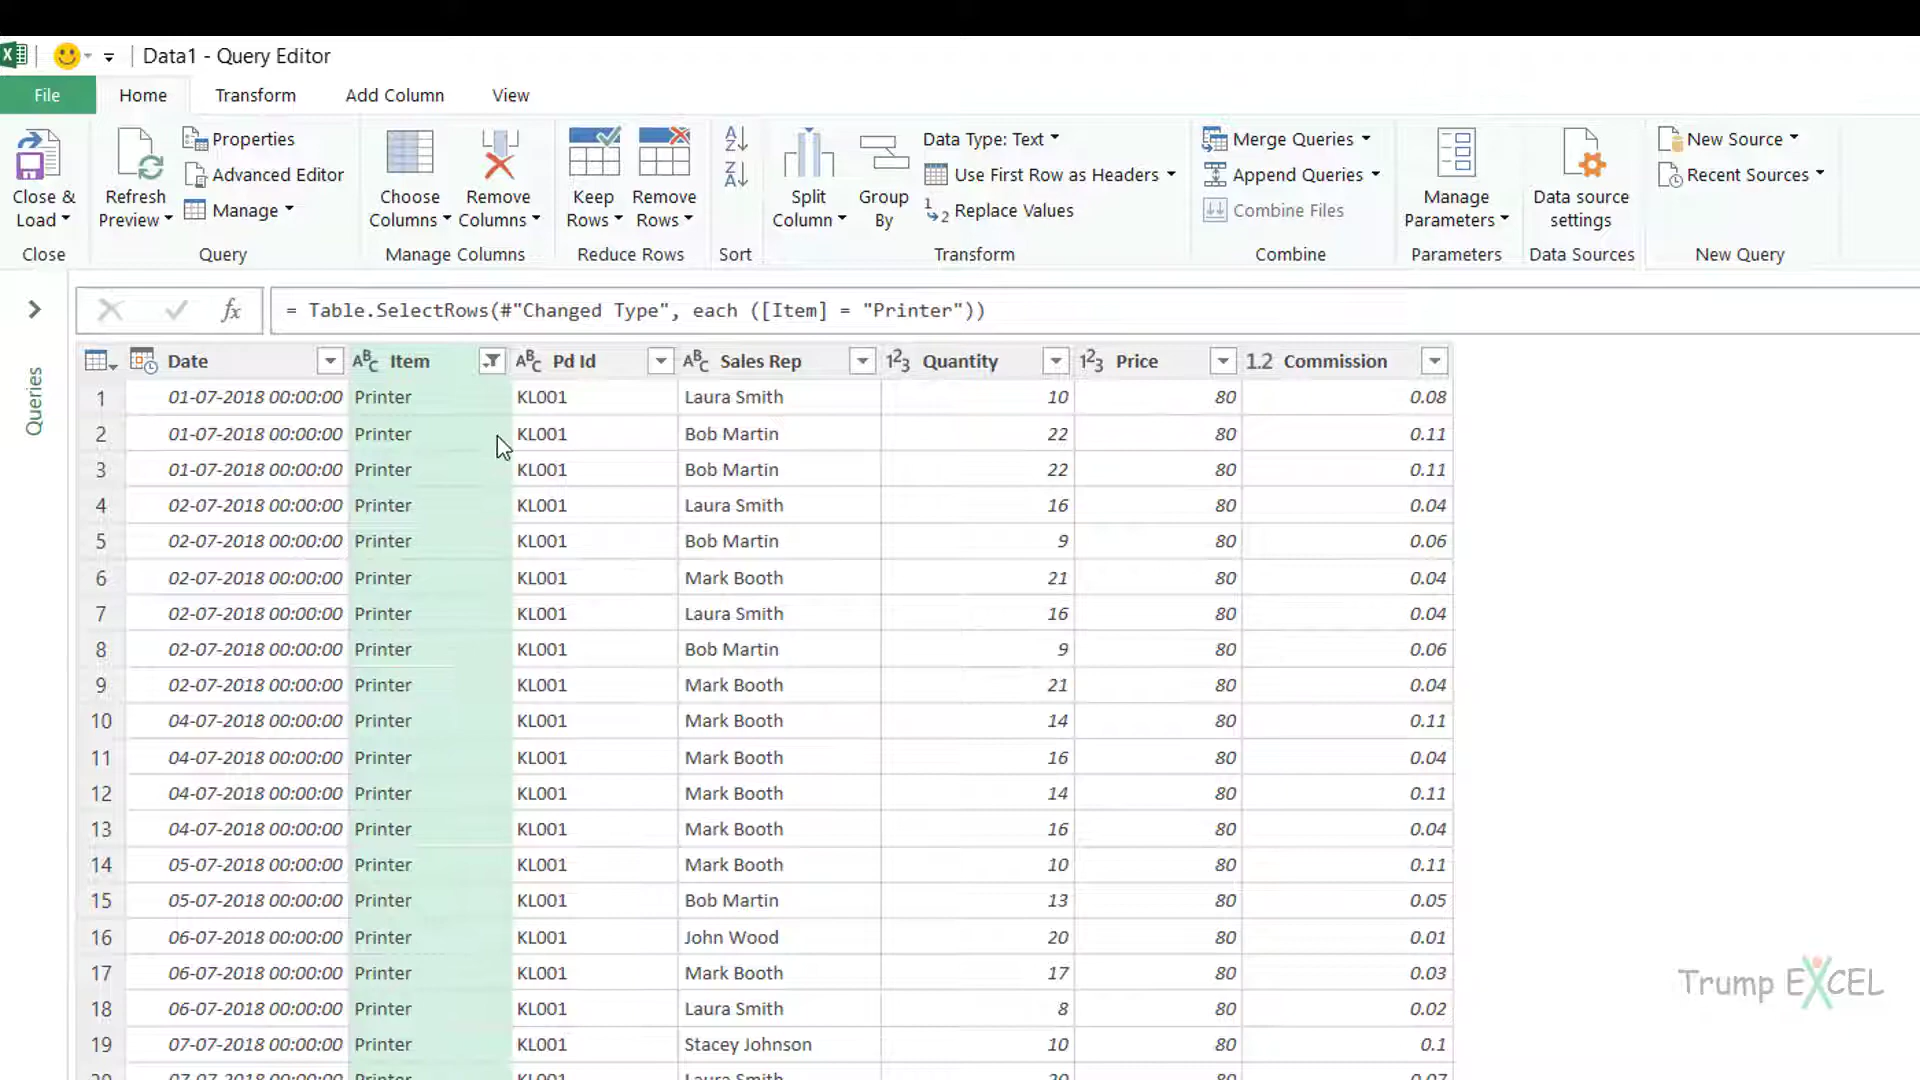 Data1 - Query Editor
File Home Transform Add Column View
Close & Load
Refresh Preview
Properties
Advanced Editor
Manage
Choose Columns
Remove Columns
Keep Rows
Remove Rows
Split Column
Group By
Data Type: Text
Use First Row as Headers
Replace Values
Merge Queries
Append Queries
Combine Files
Manage Parameters
Data source settings
New Source
Recent Sources
Close Query Manage Columns Reduce Rows Sort Transform Combine Parameters Data Sources New Query
fx = Table.SelectRows(#"Changed Type", each ([Item] = "Printer"))
Queries
Date ABC Item ABC Pd Id ABC Sales Rep 123 Quantity 123 Price 1.2 Commission
1 01-07-2018 00:00:00 Printer KL001 Laura Smith 10 80 0.08
2 01-07-2018 00:00:00 Printer KL001 Bob Martin 22 80 0.11
3 01-07-2018 00:00:00 Printer KL001 Bob Martin 22 80 0.11
4 02-07-2018 00:00:00 Printer KL001 Laura Smith 16 80 0.04
5 02-07-2018 00:00:00 Printer KL001 Bob Martin 9 80 0.06
6 02-07-2018 00:00:00 Printer KL001 Mark Booth 21 80 0.04
7 02-07-2018 00:00:00 Printer KL001 Laura Smith 16 80 0.04
8 02-07-2018 00:00:00 Printer KL001 Bob Martin 9 80 0.06
9 02-07-2018 00:00:00 Printer KL001 Mark Booth 21 80 0.04
10 04-07-2018 00:00:00 Printer KL001 Mark Booth 14 80 0.11
11 04-07-2018 00:00:00 Printer KL001 Mark Booth 16 80 0.04
12 04-07-2018 00:00:00 Printer KL001 Mark Booth 14 80 0.11
13 04-07-2018 00:00:00 Printer KL001 Mark Booth 16 80 0.04
14 05-07-2018 00:00:00 Printer KL001 Mark Booth 10 80 0.11
15 05-07-2018 00:00:00 Printer KL001 Bob Martin 13 80 0.05
16 06-07-2018 00:00:00 Printer KL001 John Wood 20 80 0.01
17 06-07-2018 00:00:00 Printer KL001 Mark Booth 17 80 0.03
18 06-07-2018 00:00:00 Printer KL001 Laura Smith 8 80 0.02
19 07-07-2018 00:00:00 Printer KL001 Stacey Johnson 10 80 0.1
Trump EXCEL